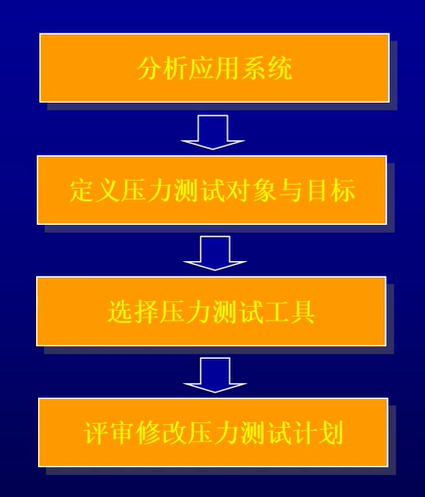 分析应用系统
定义压力测试对象与目标
选择压力测试工具
评审修改压力测试计划